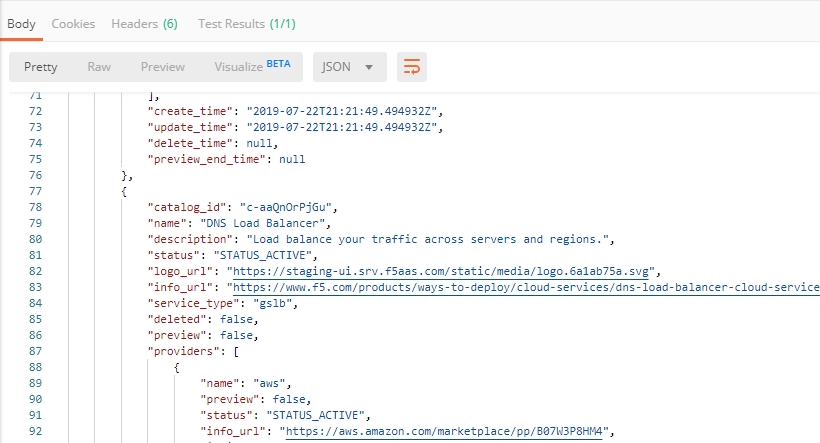 Body Cookies Headers (6) Test Results (1/1)
Pretty Raw Preview Visualize BETA JSON
71 ],
72 "create_time": "2019-07-22T21:21:49.494932Z",
73 "update_time": "2019-07-22T21:21:49.494932Z",
74 "delete_time": null,
75 "preview_end_time": null
76 },
77 {
78 "catalog_id": "c-aaQnOrPjGu",
79 "name": "DNS Load Balancer",
80 "description": "Load balance your traffic across servers and regions.",
81 "status": "STATUS_ACTIVE",
82 "logo_url": "https://staging-ui.srv.f5aas.com/static/media/logo.6a1ab75a.svg",
83 "info_url": "https://www.f5.com/products/ways-to-deploy/cloud-services/dns-load-balancer-cloud-service
84 "service_type": "gslb",
85 "deleted": false,
86 "preview": false,
87 "providers": [
88 {
89 "name": "aws",
90 "preview": false,
91 "status": "STATUS_ACTIVE",
92 "info_url": "https://aws.amazon.com/marketplace/pp/B07W3P8HM4",